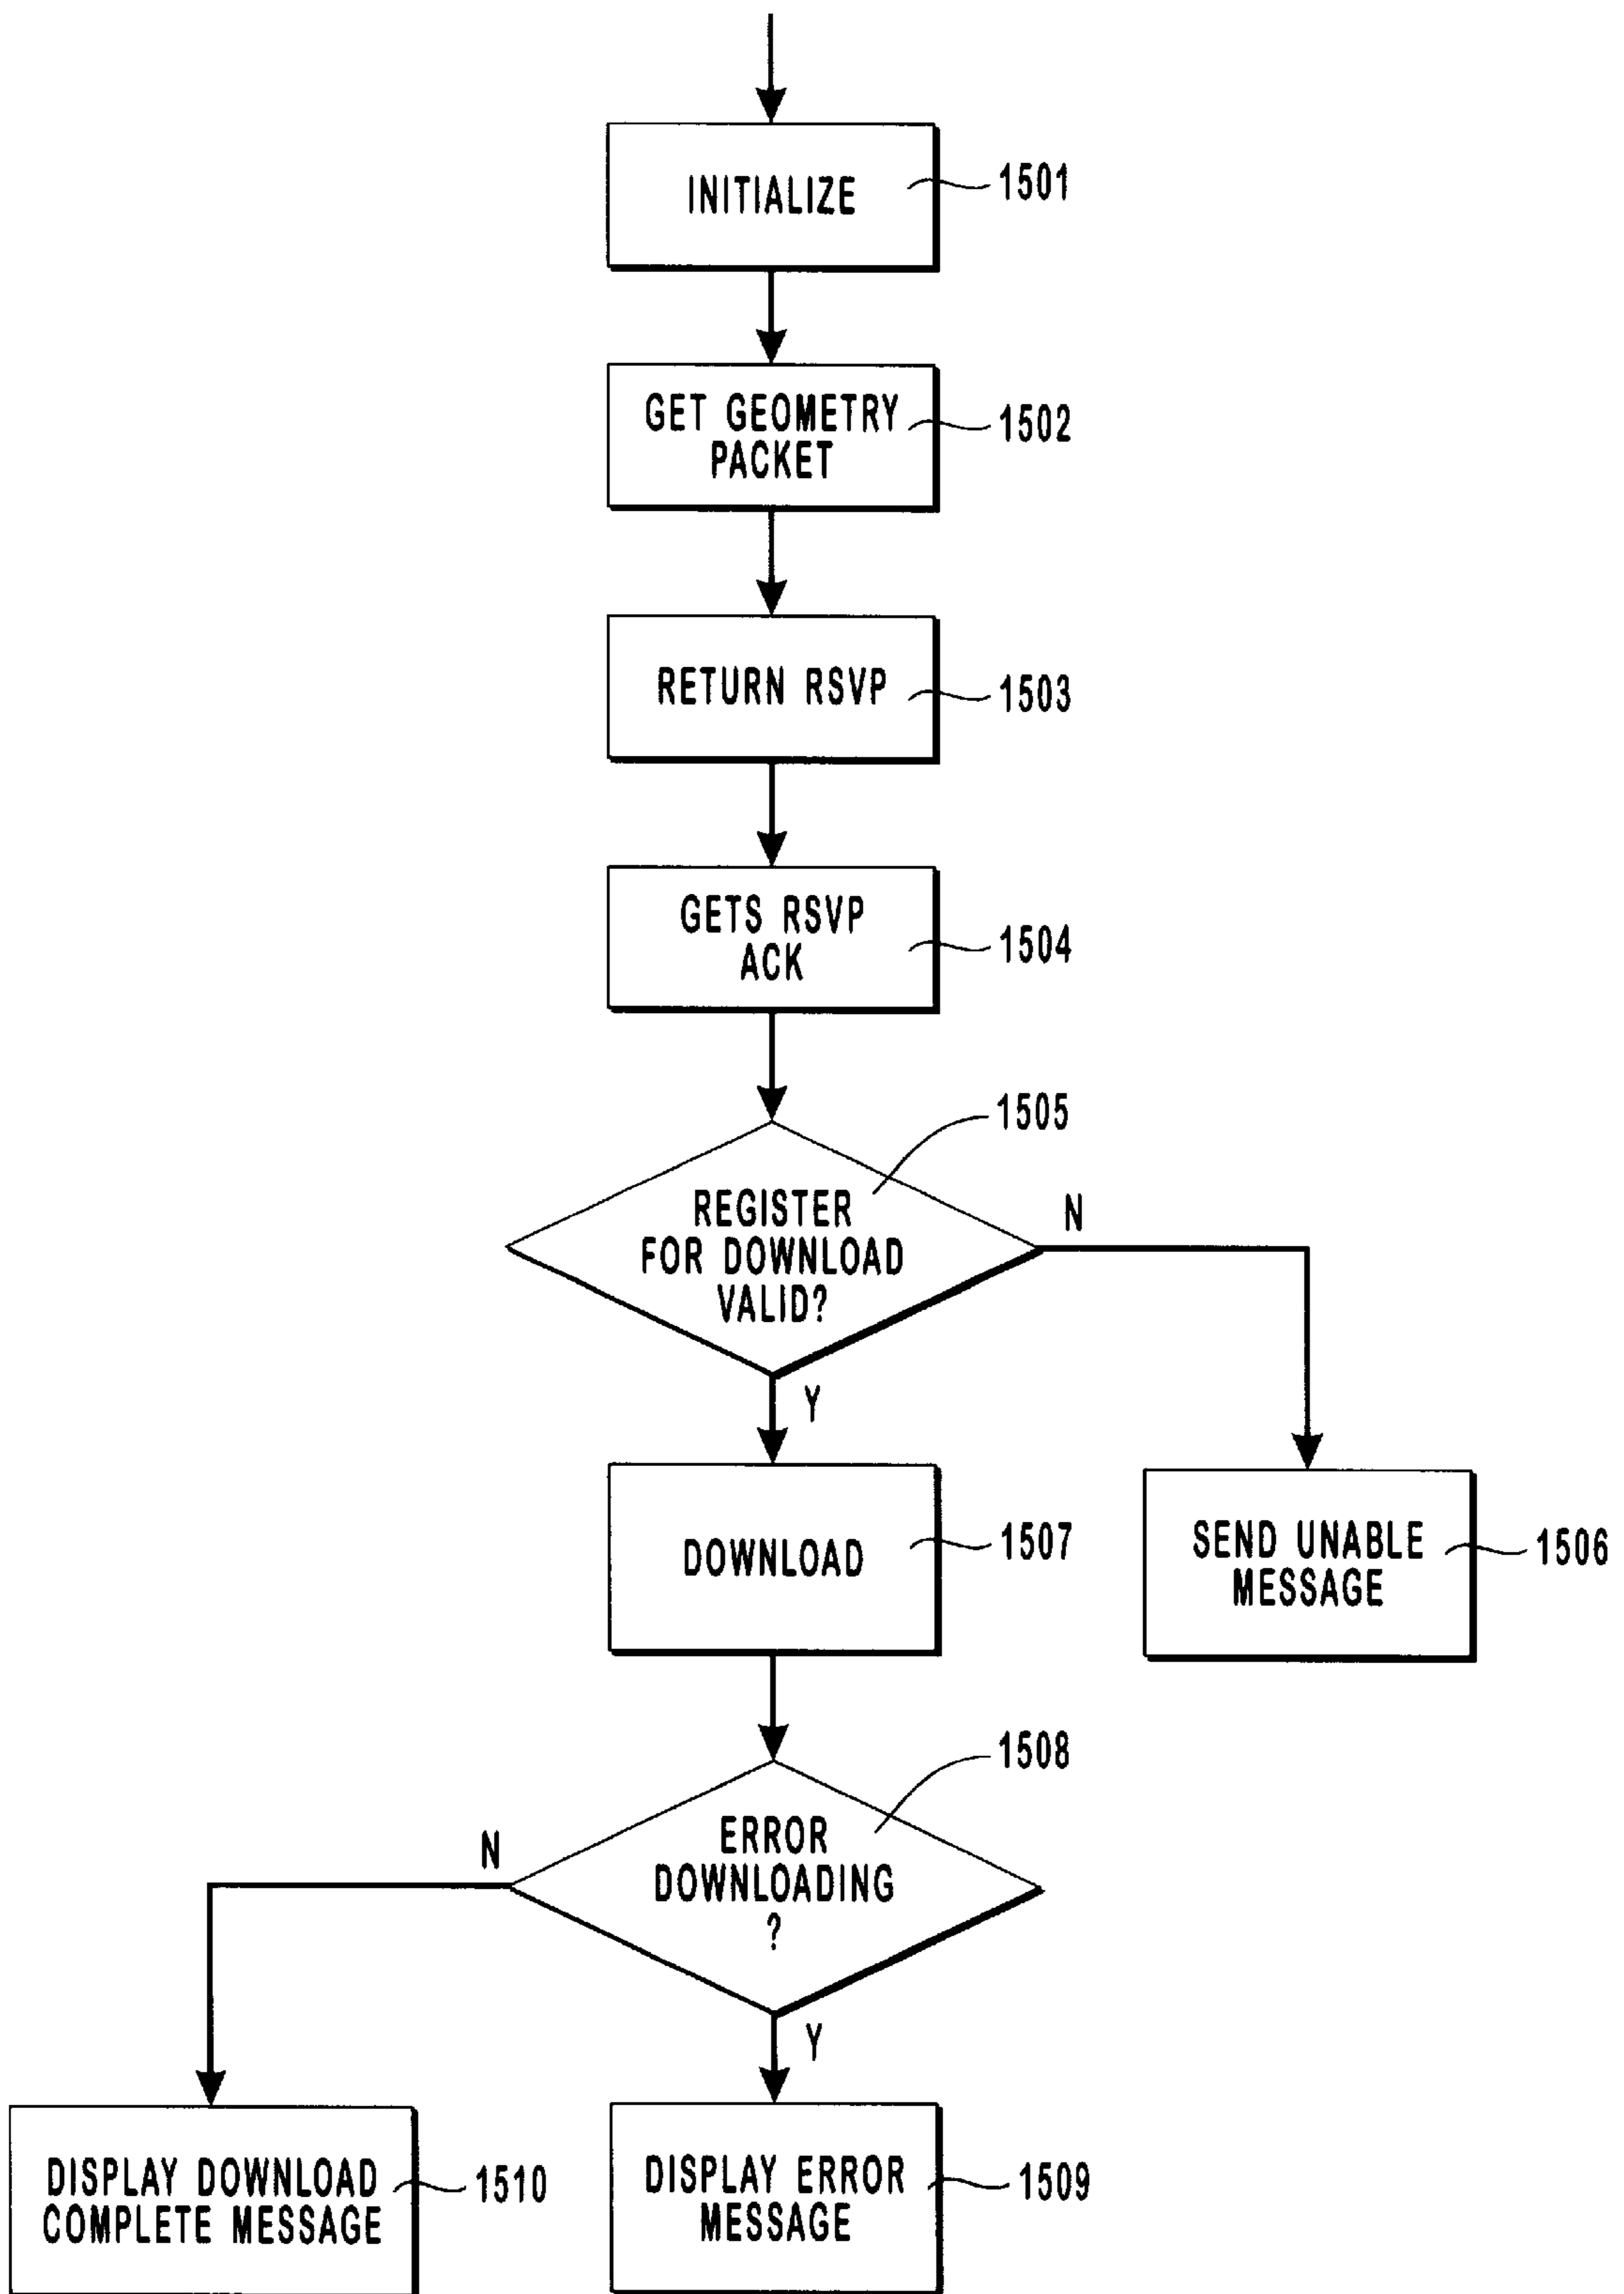 INITIALIZE
1501
GET GEOMETRY
PACKET
1502
RETURN RSVP
1503
GETS RSVP
ACK
1504
1505
REGISTER
FOR DOWNLOAD
VALID?
N
Y
DOWNLOAD
1507
SEND UNABLE
MESSAGE
1506
1508
ERROR
DOWNLOADING
?
N
Y
DISPLAY DOWNLOAD
COMPLETE MESSAGE
1510
DISPLAY ERROR
MESSAGE
1509